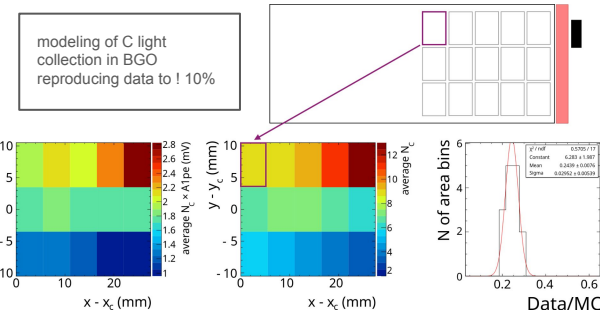 modeling of C light
collection in BGO
reproducing data to ! 10%
10
5
0
- 5
- 10
0
10
20
x - x_c (mm)
2.8
2.6
2.4
2.2
2
1.8
1.6
1.4
1.2
1
average N_c × A1pe (mV)
y - y_c (mm)
10
5
0
- 5
- 10
0
10
20
x - x_c (mm)
12
10
8
6
4
2
average N_c
N of area bins
6
4
2
0
0.2
0.4
0.6
Data/MC
χ² / ndf 0.5705 / 17
Constant 6.283 ± 1.987
Mean 0.2439 ± 0.0076
Sigma 0.02952 ± 0.00539